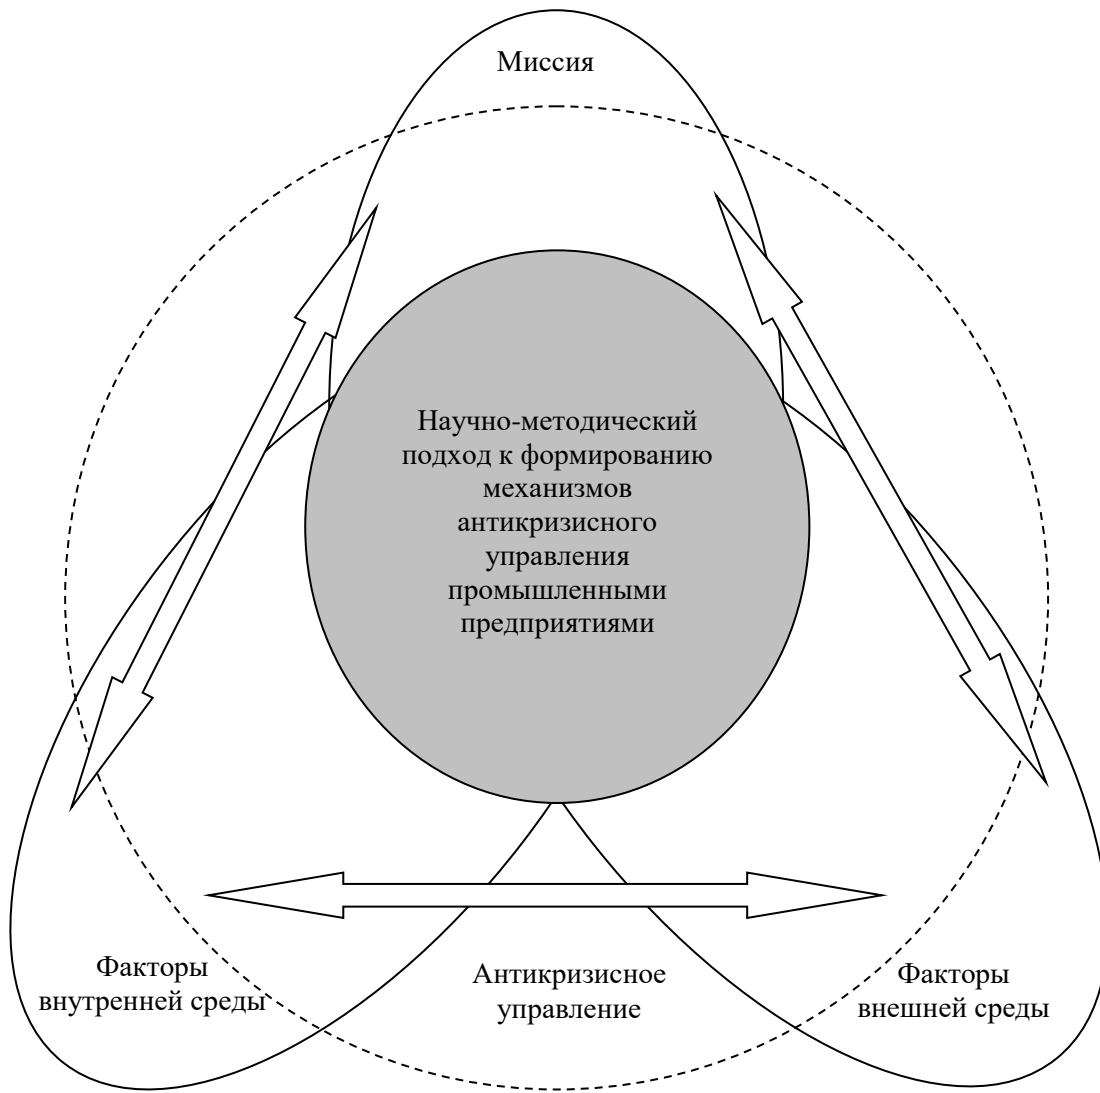 Миссия
Научно-методический
подход к формированию
механизмов
антикризисного
управления
промышленными
предприятиями
Факторы
внутренней среды
Антикризисное
управление
Факторы
внешней среды